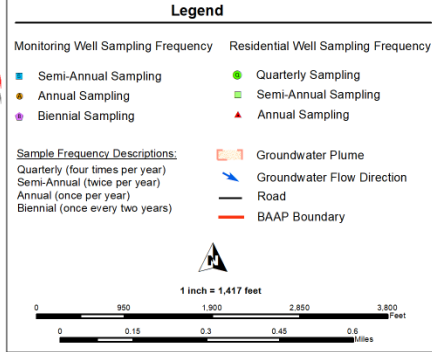 Legend
Monitoring Well Sampling Frequency
Residential Well Sampling Frequency
S Semi-Annual Sampling
A Annual Sampling
B Biennial Sampling
Q Quarterly Sampling
Semi-Annual Sampling
Annual Sampling
Sample Frequency Descriptions:
Quarterly (four times per year)
Semi-Annual (twice per year)
Annual (once per year)
Biennial (once every two years)
Groundwater Plume
Groundwater Flow Direction
Road
BAAP Boundary
N
1 inch = 1,417 feet
0 950 1,900 2,850 3,800
Feet
0 0.15 0.3 0.45 0.6
Miles